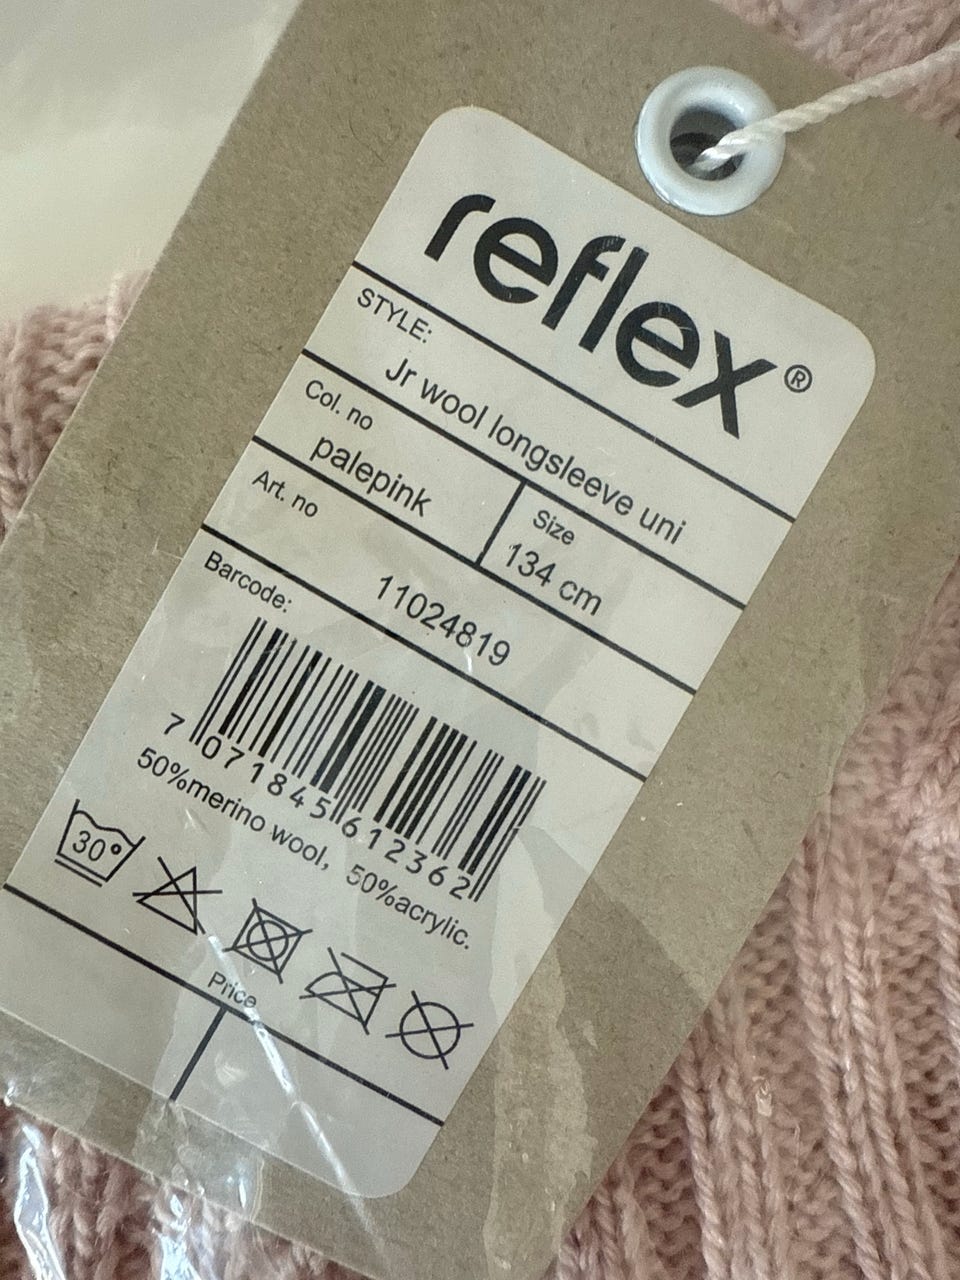 reflex®
STYLE:
Jr wool longsleeve uni
Col. no
palepink
Size
134 cm
Art. no
11024819
Barcode:
7 071845 612362
50%merino wool, 50%acrylic.
30°
Price